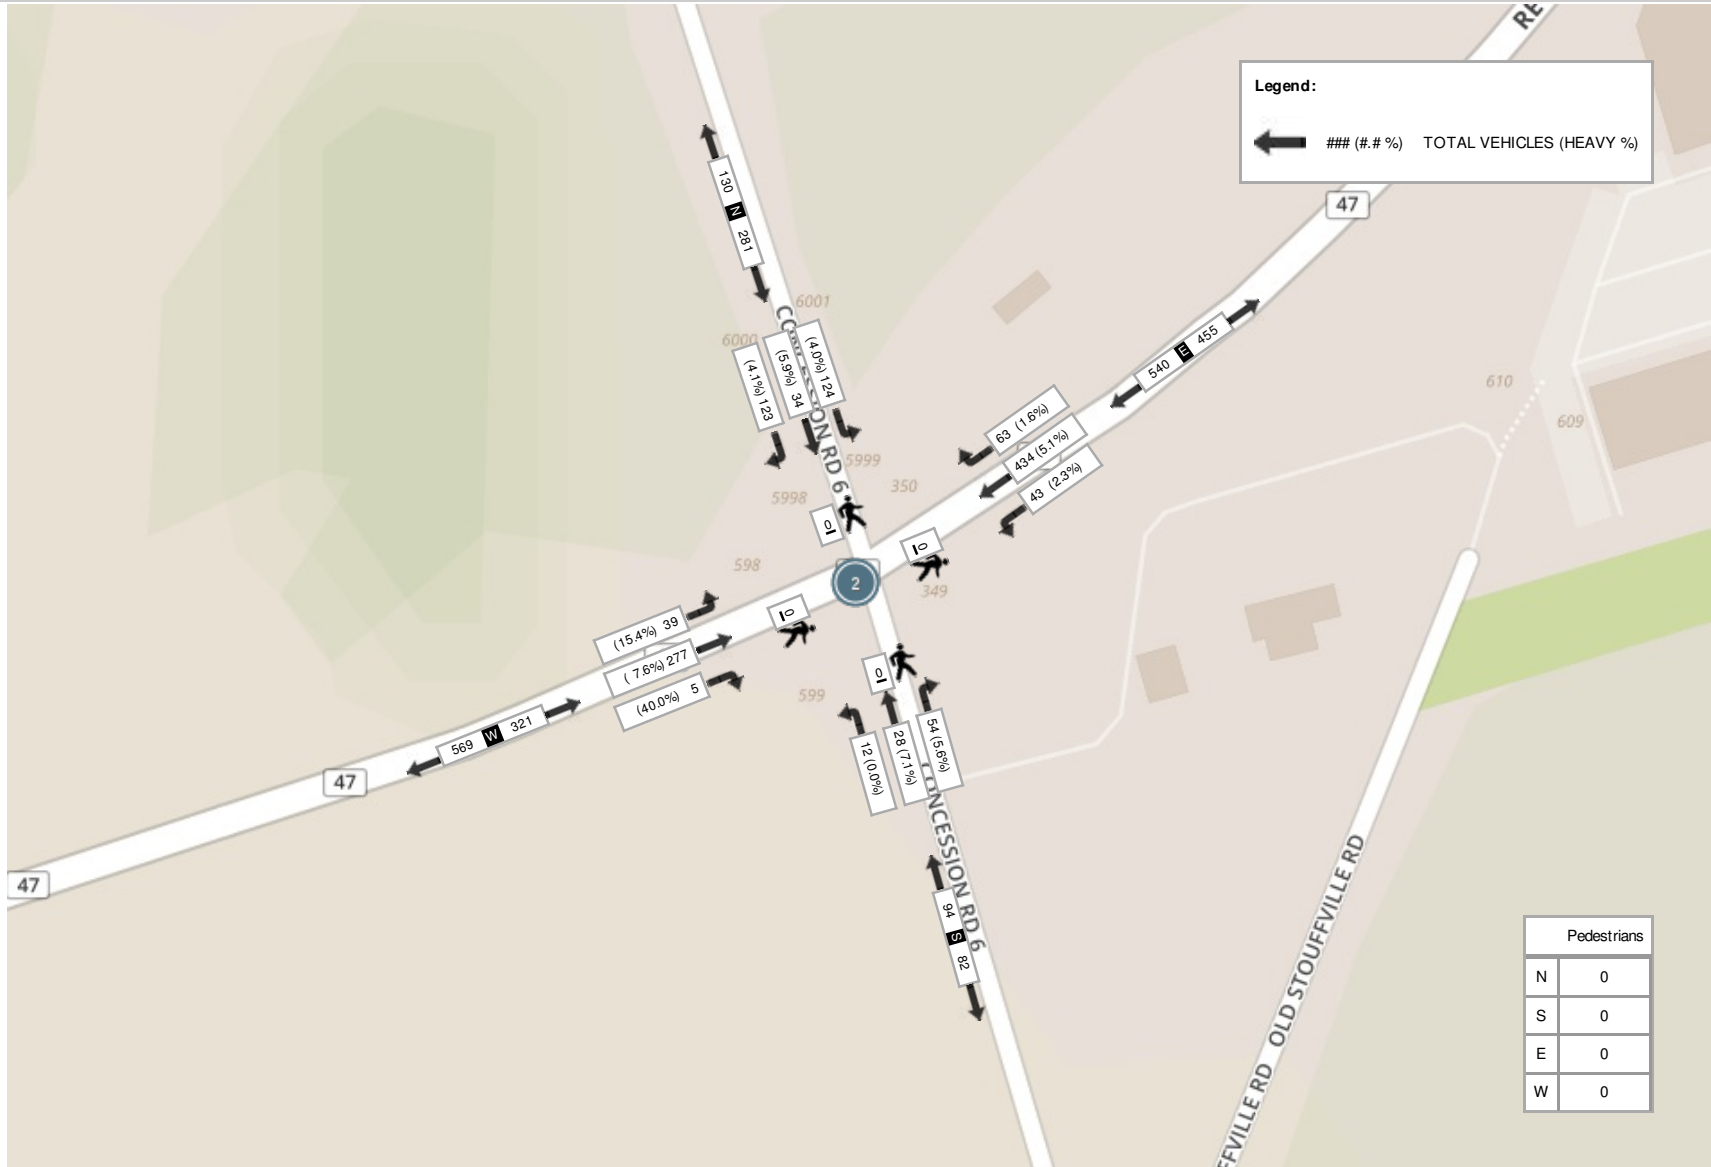 RE
Legend:
### (#.# %) TOTAL VEHICLES (HEAVY %)
47
130 N 281
6001
6000
CONCESSION RD 6
(4.1%) 123
(5.9%) 34
(4.0%) 124
540 E 455
63 (1.6%)
434 (5.1%)
43 (2.3%)
610
609
5999
5998
350
0
0
598
2
349
0
(15.4%) 39
(7.6%) 277
(40.0%) 5
599
0
569 W 321
47
12 (0.0%)
28 (7.1%)
54 (5.6%)
CONCESSION RD 6
47
94 S 82
OLD STOUFFVILLE RD
FFVILLE RD
Pedestrians
N 0
S 0
E 0
W 0